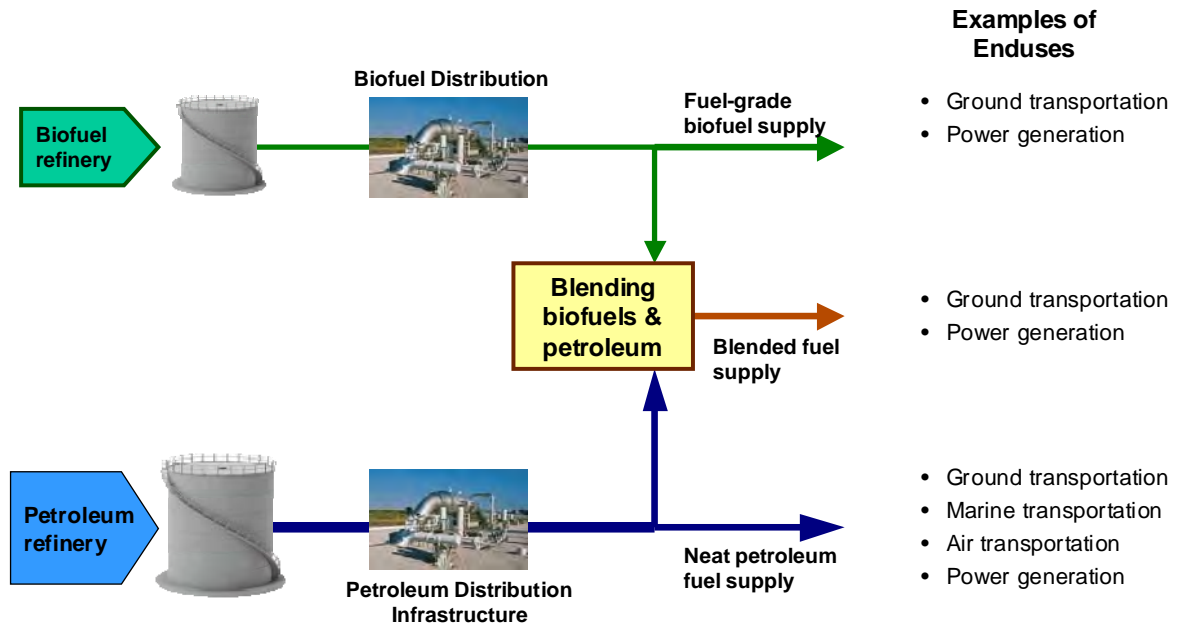 Examples of
Enduses
Biofuel Distribution
Fuel-grade
biofuel supply
• Ground transportation
• Power generation
Biofuel
refinery
Blending
biofuels &
petroleum
Blended fuel
supply
• Ground transportation
• Power generation
Petroleum
refinery
Petroleum Distribution
Infrastructure
Neat petroleum
fuel supply
• Ground transportation
• Marine transportation
• Air transportation
• Power generation